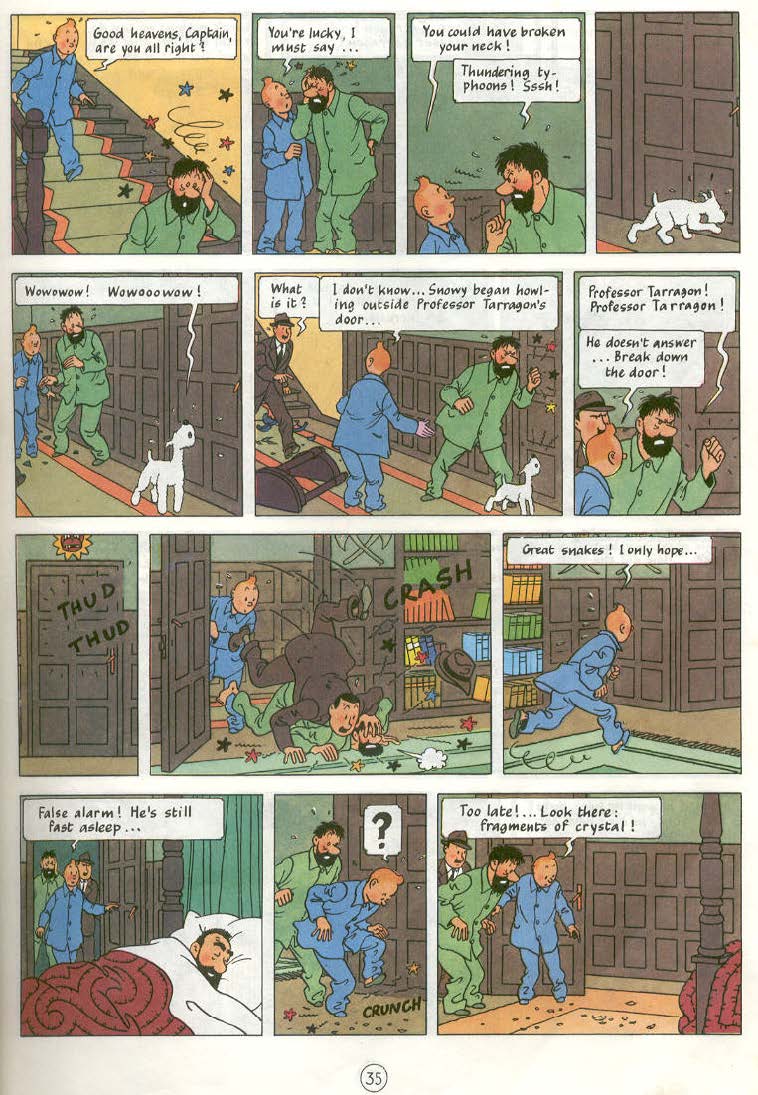 Good heavens, Captain,
are you all right?
You're lucky, I
must say ...
You could have broken
your neck!
Thundering ty-
phoons! Sssh!
Wowowow! Wowooowow!
What
is it?
I don't know... Snowy began howl-
ing outside Professor Tarragon's
door...
Professor Tarragon!
Professor Tarragon!
He doesn't answer
... Break down
the door!
THUD
THUD
CRASH
Great snakes! I only hope...
False alarm! He's still
fast asleep ...
?
CRUNCH
Too late!... Look there:
fragments of crystal!
35